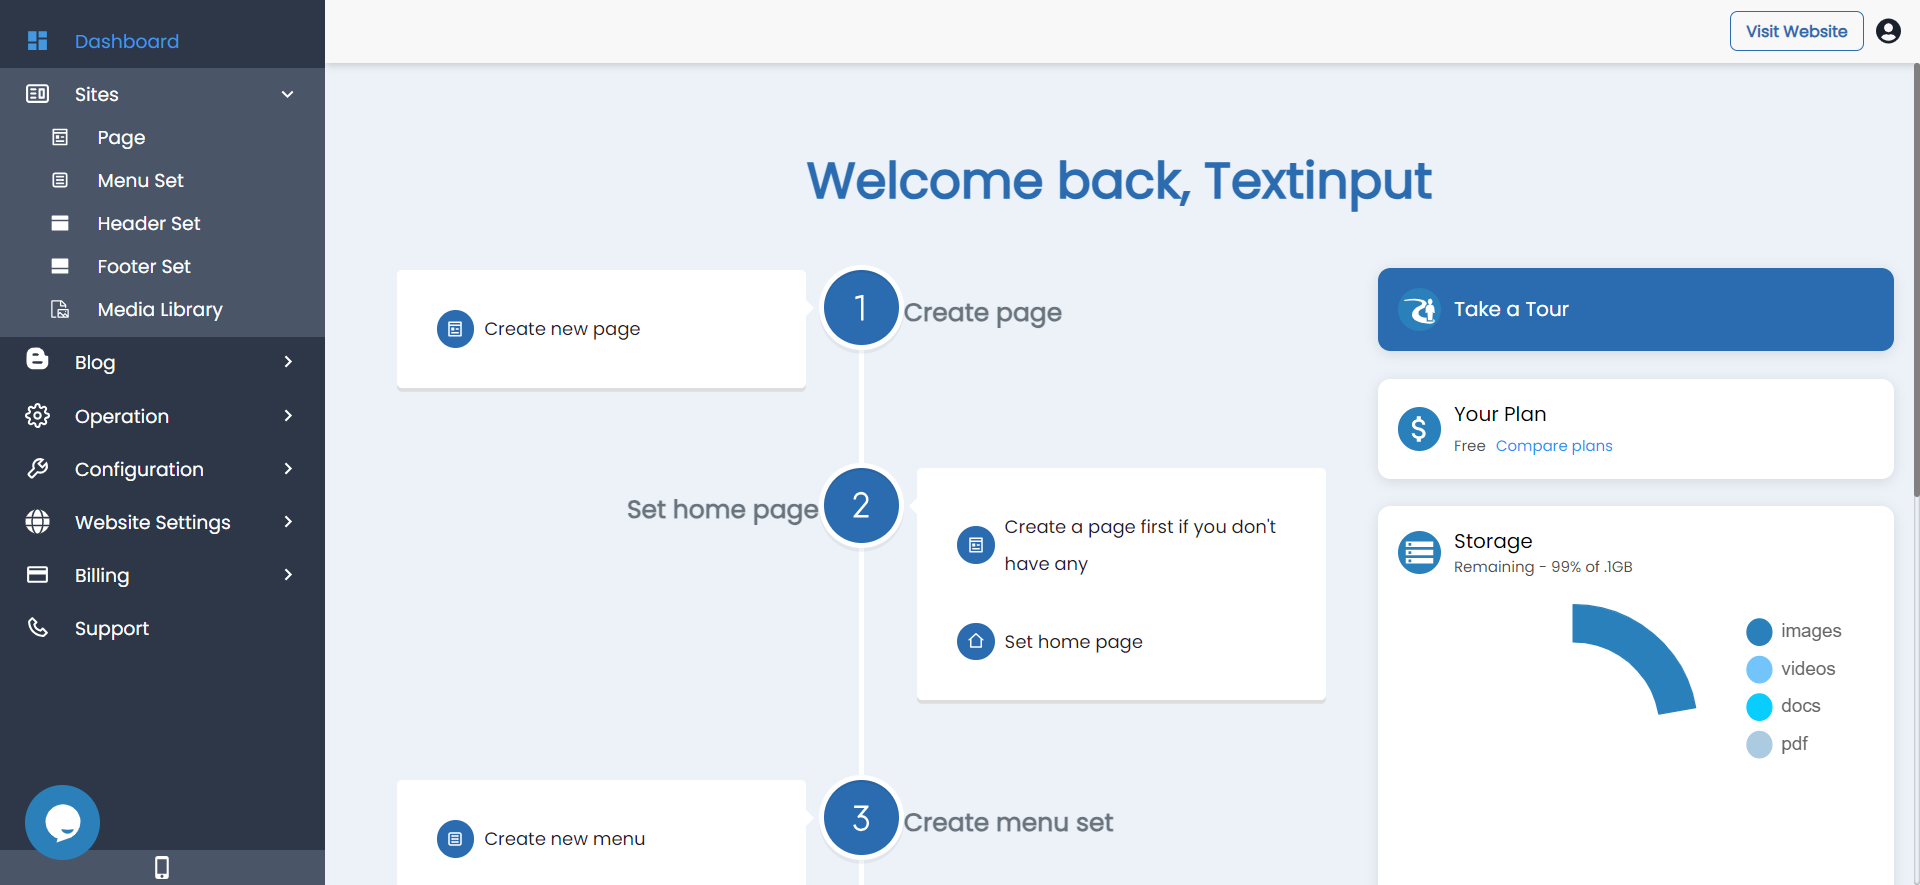 Dashboard
Sites
Page
Menu Set
Header Set
Footer Set
Media Library
Blog
Operation
Configuration
Website Settings
Billing
Support
Visit Website
Welcome back, Textinput
Create new page
1
Create page
Set home page
2
Create a page first if you don't
have any
Set home page
Create new menu
3
Create menu set
Take a Tour
Your Plan
Free Compare plans
Storage
Remaining - 99% of .1GB
images
videos
docs
pdf